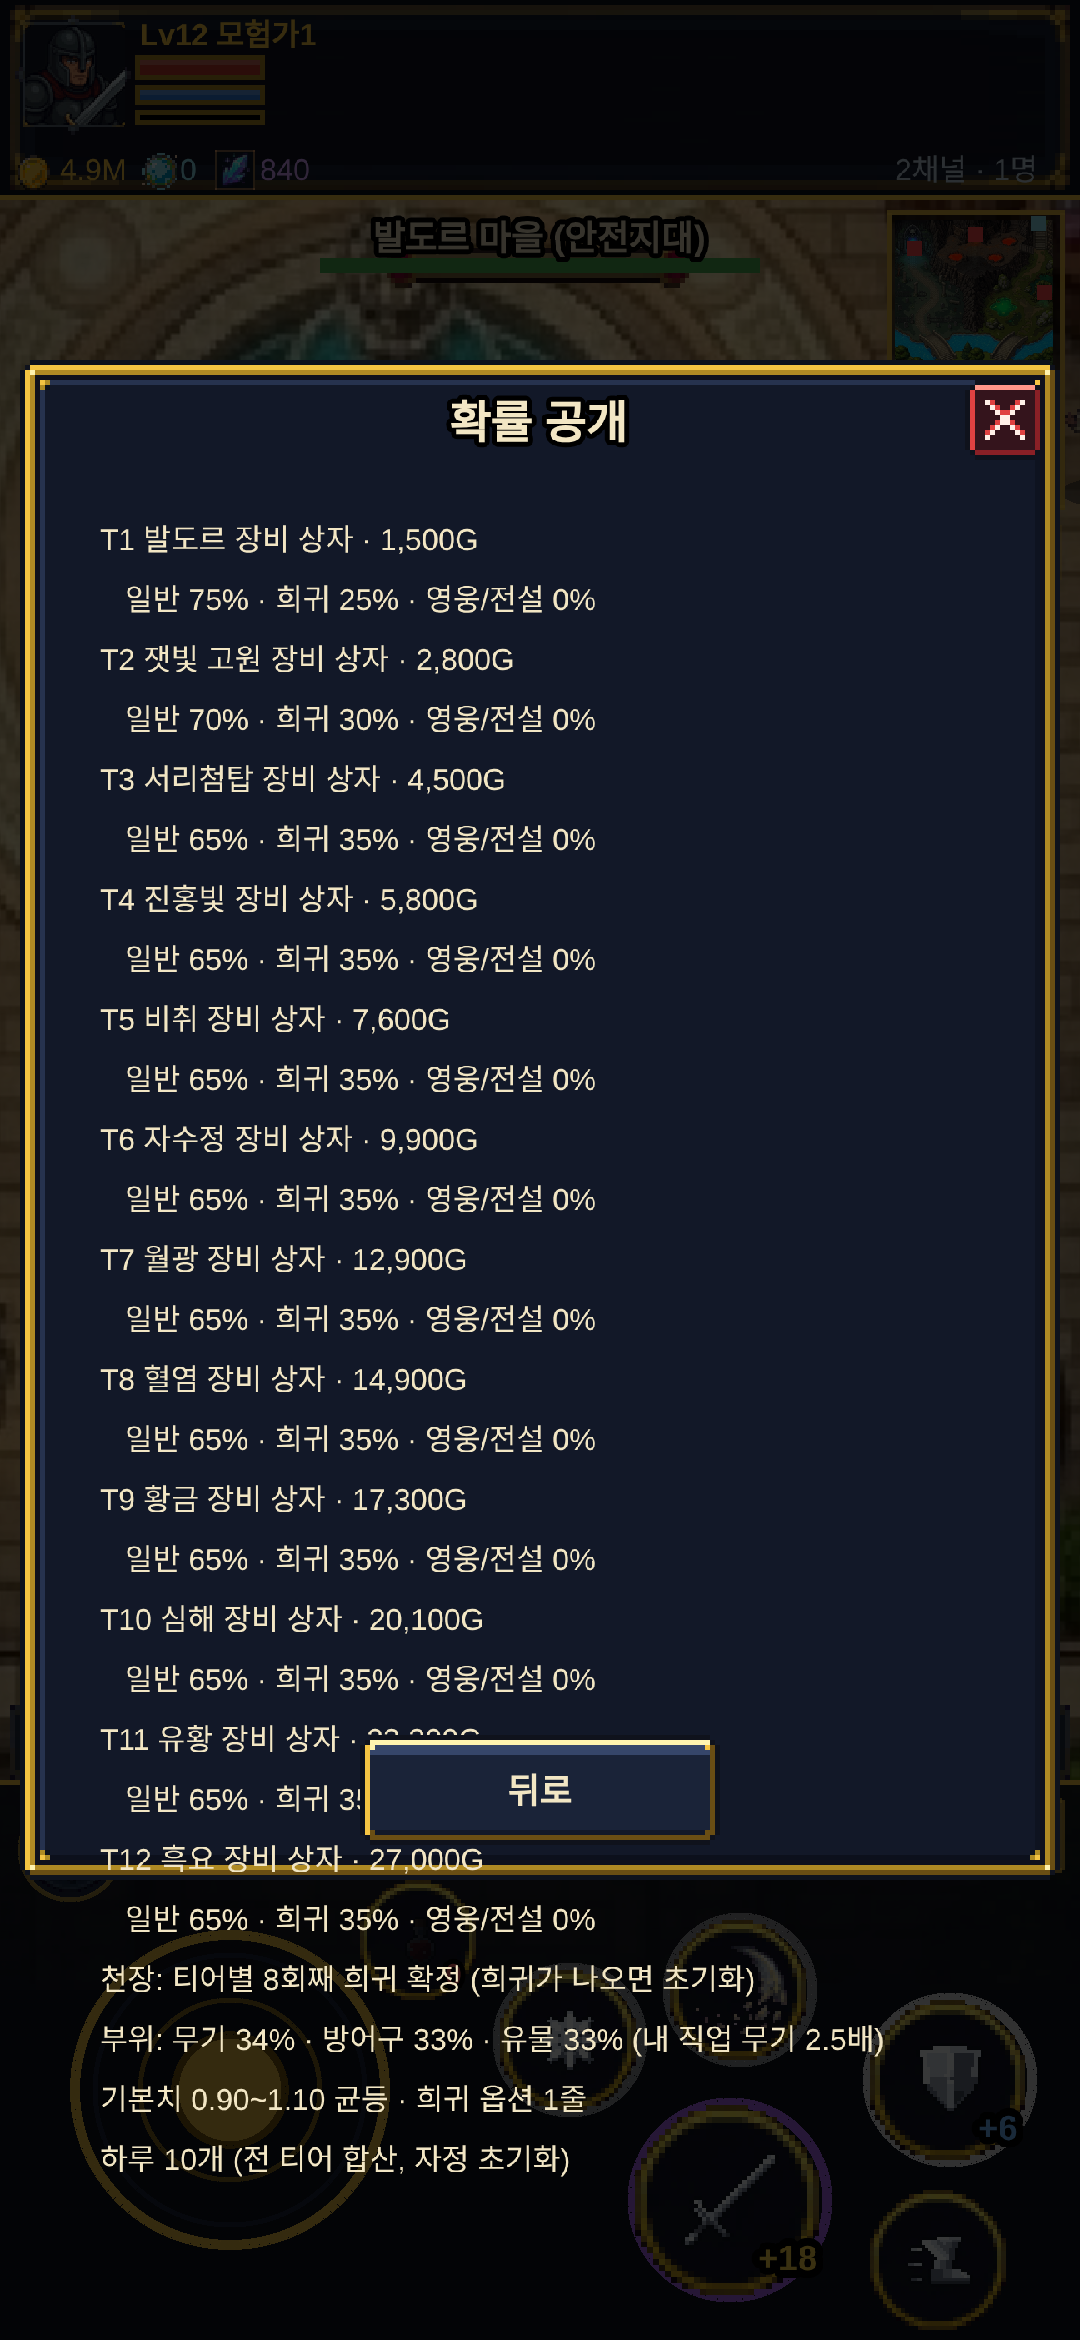 Lv12 모험가1
4.9M 0 840 2채널 · 1명
발도르 마을 (안전지대)
확률 공개
T1 발도르 장비 상자 · 1,500G
일반 75% · 희귀 25% · 영웅/전설 0%
T2 잿빛 고원 장비 상자 · 2,800G
일반 70% · 희귀 30% · 영웅/전설 0%
T3 서리첨탑 장비 상자 · 4,500G
일반 65% · 희귀 35% · 영웅/전설 0%
T4 진홍빛 장비 상자 · 5,800G
일반 65% · 희귀 35% · 영웅/전설 0%
T5 비취 장비 상자 · 7,600G
일반 65% · 희귀 35% · 영웅/전설 0%
T6 자수정 장비 상자 · 9,900G
일반 65% · 희귀 35% · 영웅/전설 0%
T7 월광 장비 상자 · 12,900G
일반 65% · 희귀 35% · 영웅/전설 0%
T8 혈염 장비 상자 · 14,900G
일반 65% · 희귀 35% · 영웅/전설 0%
T9 황금 장비 상자 · 17,300G
일반 65% · 희귀 35% · 영웅/전설 0%
T10 심해 장비 상자 · 20,100G
일반 65% · 희귀 35% · 영웅/전설 0%
T11 유황 장비 상자 ·
일반 65% · 희귀
뒤로
T12 흑요 장비 상자 · 27,000G
일반 65% · 희귀 35% · 영웅/전설 0%
천장: 티어별 8회째 희귀 확정 (희귀가 나오면 초기화)
부위: 무기 34% · 방어구 33% · 유물 33% (내 직업 무기 2.5배)
기본치 0.90~1.10 균등 · 희귀 옵션 1줄
+6
하루 10개 (전 티어 합산, 자정 초기화)
+18